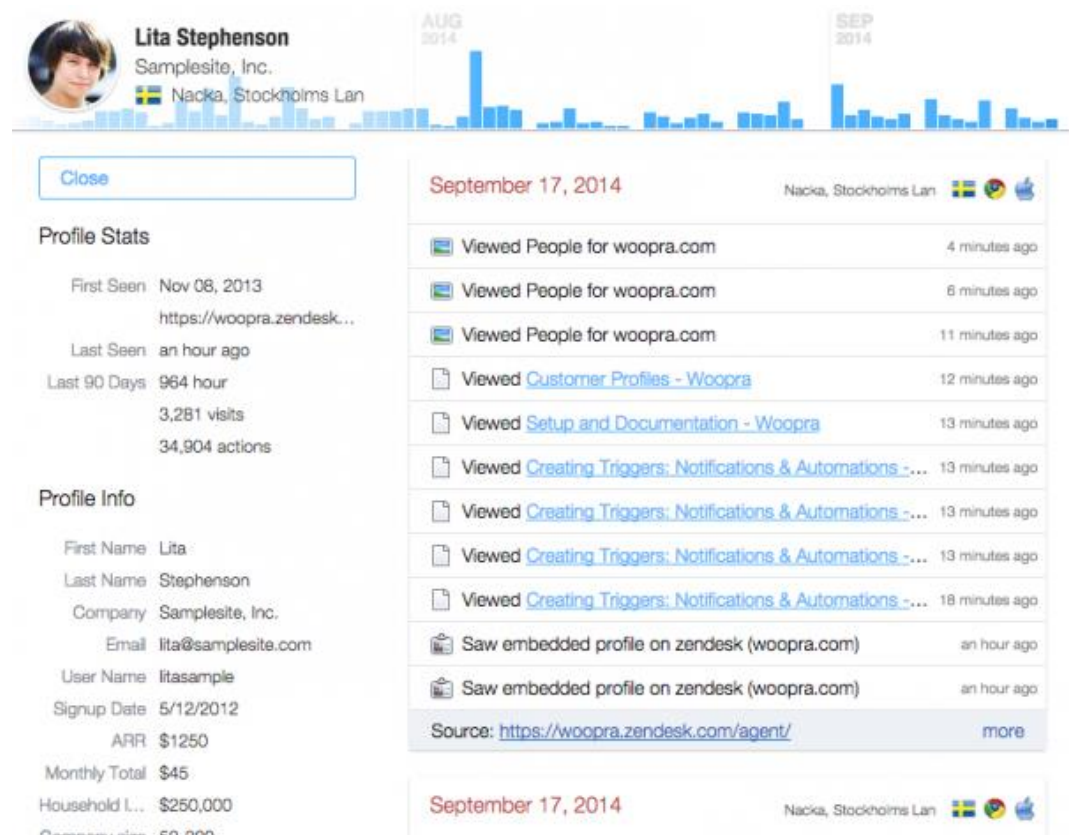 Lita Stephenson
Samplesite, Inc.
Nacka, Stockholms Lan
AUG
2014
SEP
2014
Close
Profile Stats
First Seen Nov 08, 2013
https://woopra.zendesk...
Last Seen an hour ago
Last 90 Days 964 hour
3,281 visits
34,904 actions
Profile Info
First Name Lita
Last Name Stephenson
Company Samplesite, Inc.
Email lita@samplesite.com
User Name litasample
Signup Date 5/12/2012
ARR $1250
Monthly Total $45
Household I... $250,000
Company size 50-200
September 17, 2014 Nacka, Stockholms Lan
Viewed People for woopra.com 4 minutes ago
Viewed People for woopra.com 6 minutes ago
Viewed People for woopra.com 11 minutes ago
Viewed Customer Profiles - Woopra 12 minutes ago
Viewed Setup and Documentation - Woopra 13 minutes ago
Viewed Creating Triggers: Notifications & Automations -... 13 minutes ago
Viewed Creating Triggers: Notifications & Automations -... 13 minutes ago
Viewed Creating Triggers: Notifications & Automations -... 13 minutes ago
Viewed Creating Triggers: Notifications & Automations -... 18 minutes ago
Saw embedded profile on zendesk (woopra.com) an hour ago
Saw embedded profile on zendesk (woopra.com) an hour ago
Source: https://woopra.zendesk.com/agent/ more
September 17, 2014 Nacka, Stockholms Lan